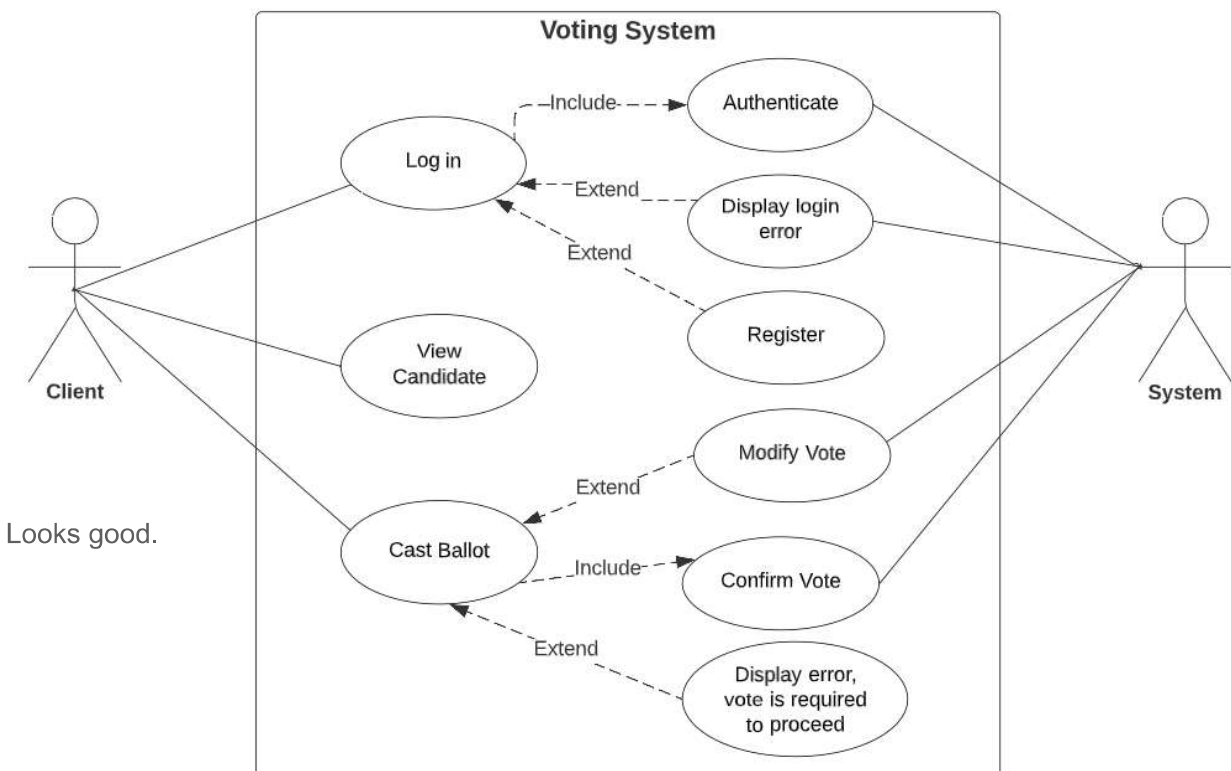 Voting System
Include
Authenticate
Log in
Extend
Display login
error
Extend
Register
View
Candidate
Client
System
Modify Vote
Extend
Looks good.
Cast Ballot
Include
Confirm Vote
Extend
Display error,
vote is required
to proceed